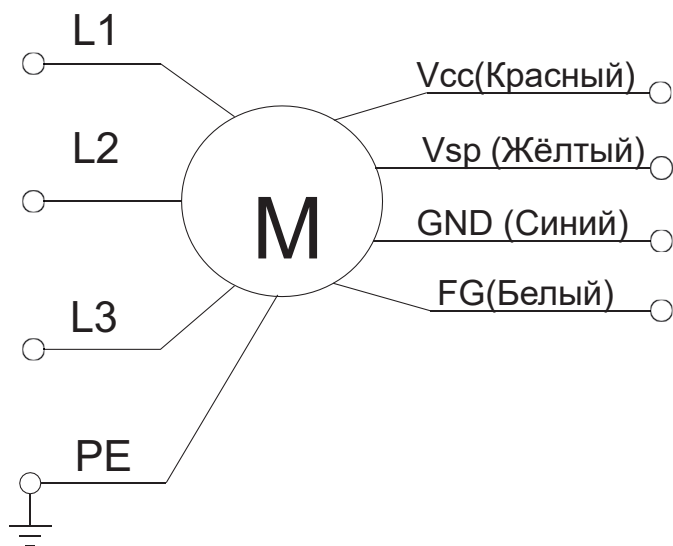 L1
L2
L3
PE
M
Vcc(Красный)
Vsp (Жёлтый)
GND (Синий)
FG(Белый)